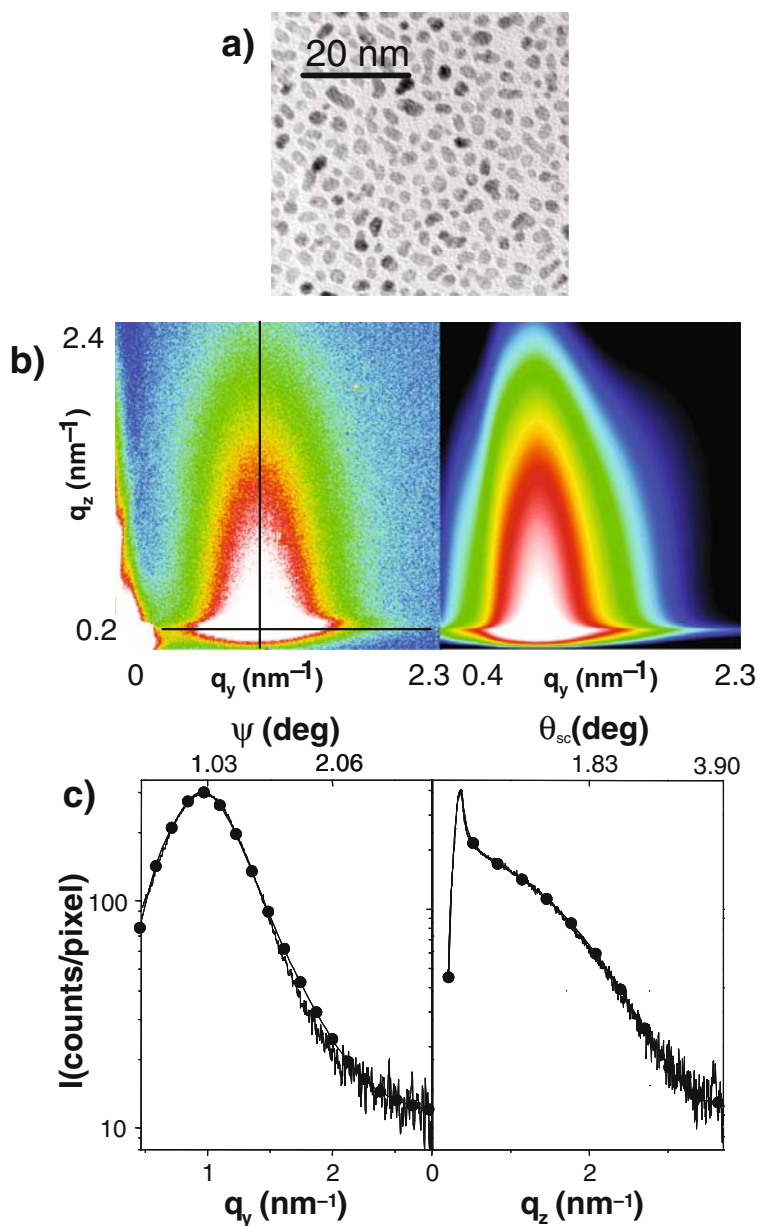 a)
20 nm
b)
2.4
q_z (nm⁻¹)
0.2
0 q_y (nm⁻¹) 2.3 0.4 q_y (nm⁻¹) 2.3
ψ (deg) θ_sc(deg)
c)
1.03 2.06 1.83 3.90
I(counts/pixel)
100
10
1 2 0 2
q_y (nm⁻¹) q_z (nm⁻¹)